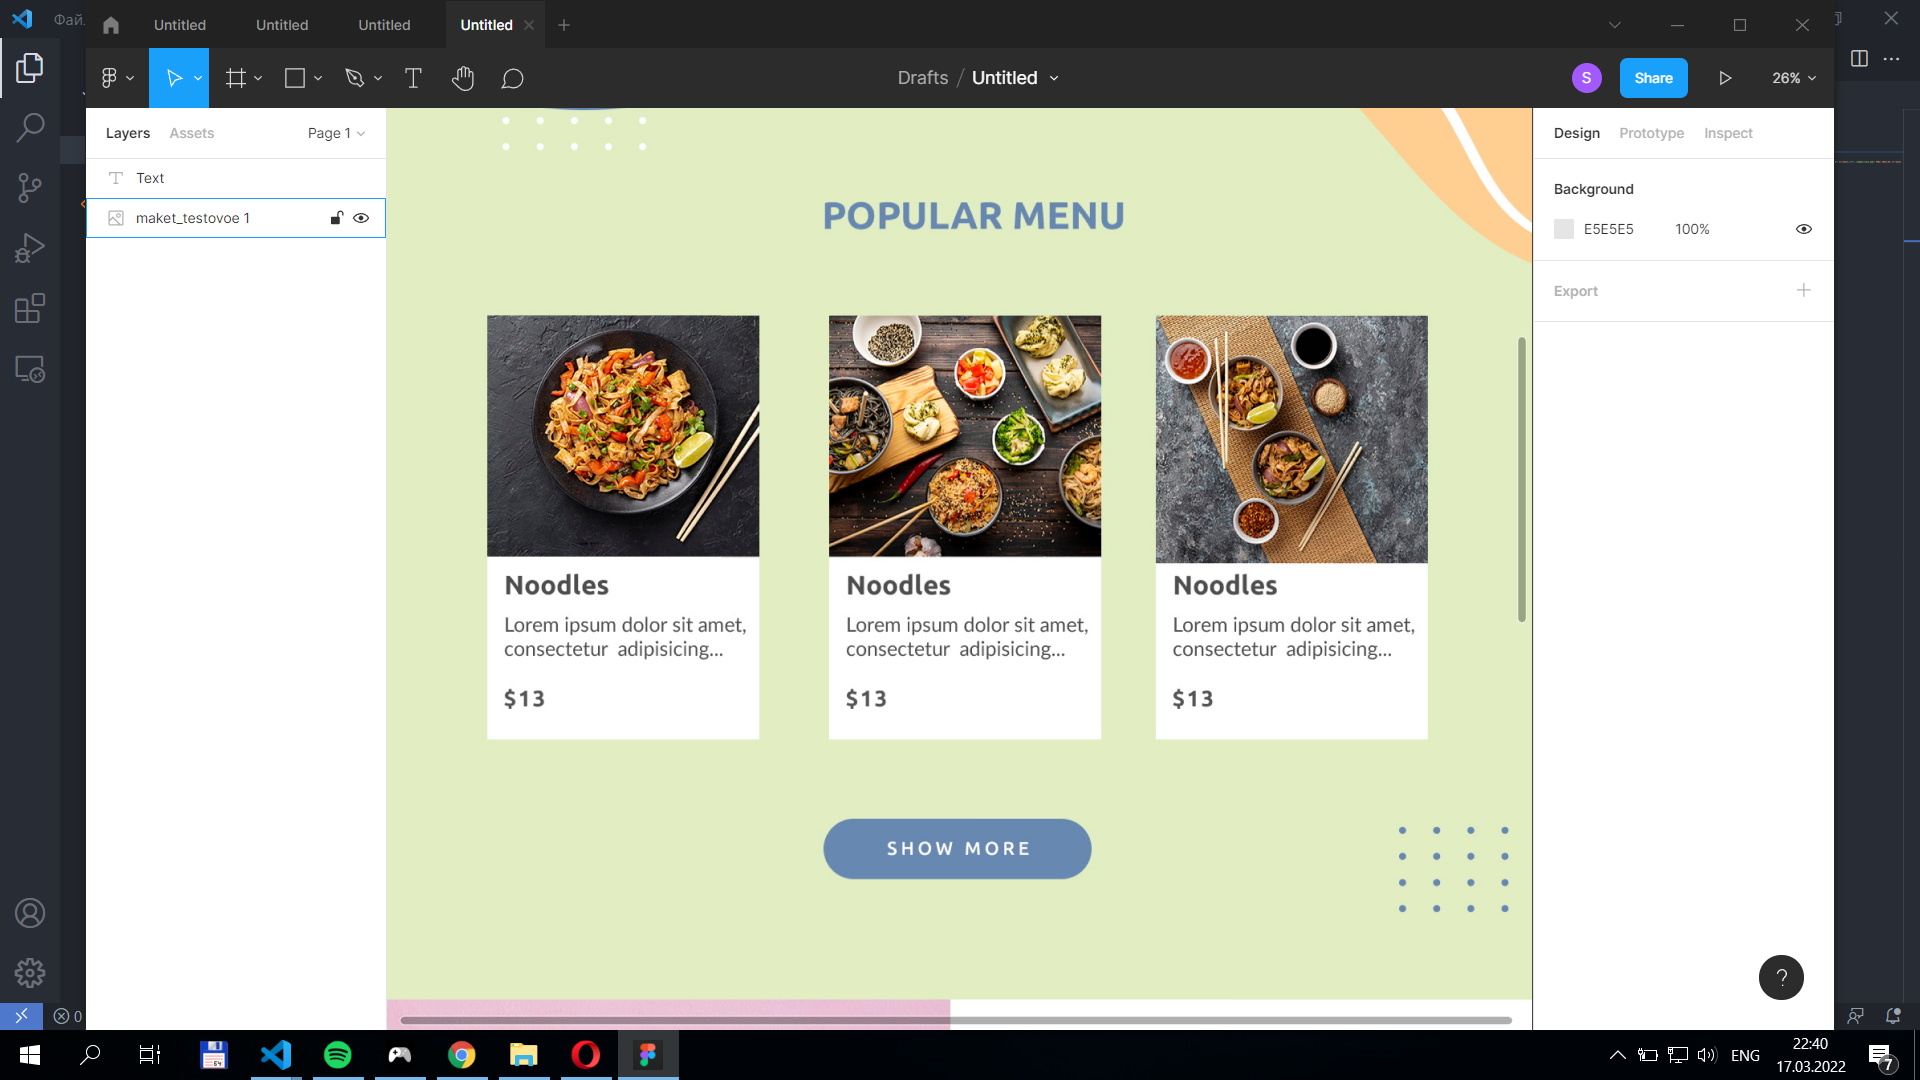 Фай
Untitled
Untitled
Untitled
Untitled
Drafts / Untitled
S
Share
26%
Layers
Assets
Page 1
Design
Prototype
Inspect
Text
maket_testovoe 1
Background
E5E5E5
100%
Export
POPULAR MENU
Noodles
Lorem ipsum dolor sit amet,
consectetur adipisicing...
$13
Noodles
Lorem ipsum dolor sit amet,
consectetur adipisicing...
$13
Noodles
Lorem ipsum dolor sit amet,
consectetur adipisicing...
$13
SHOW MORE
?
0
64
ENG
22:40
17.03.2022
7